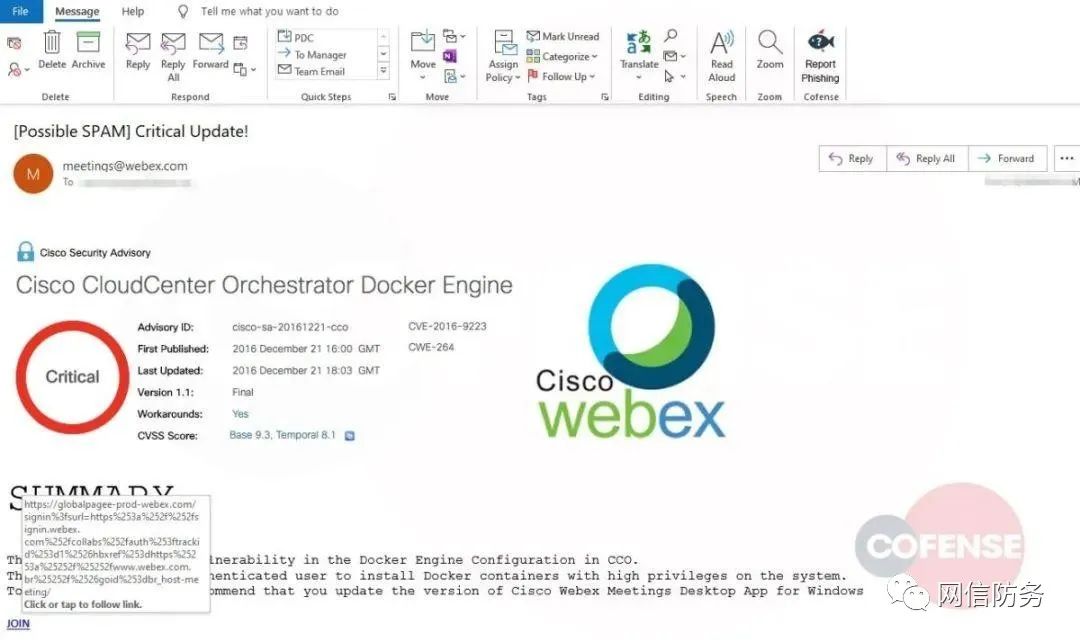 File Message Help Tell me what you want to do
Delete Archive Reply Reply All Forward PDC To Manager Team Email Move Assign Policy Mark Unread Categorize Follow Up Translate Read Aloud Zoom Report Phishing
Delete Respond Quick Steps Move Tags Editing Speech Zoom Cofense
[Possible SPAM] Critical Update!
M
meetings@webex.com
To
Reply Reply All Forward
Cisco Security Advisory
Cisco CloudCenter Orchestrator Docker Engine
Critical
Advisory ID: cisco-sa-20161221-cco CVE-2016-9223
First Published: 2016 December 21 16:00 GMT CWE-264
Last Updated: 2016 December 21 18:03 GMT
Version 1.1: Final
Workarounds: Yes
CVSS Score: Base 9.3, Temporal 8.1
Cisco
webex
SUMMARY
https://globalpagee-prod-webex.com/
signin%3fsurl=https%253a%252f%252fs
ignin.webex.
com%252fcollabs%252fauth%253ftracki
d%253d1%2526hbxref%253dhttps%252
53a%25252f%25252fwww.webex.com.
br%25252f%2526goid%253dbr_host-me
eting/
Click or tap to follow link.
Th lnerability in the Docker Engine Configuration in CCO.
Th henticated user to install Docker containers with high privileges on the system.
To commend that you update the version of Cisco Webex Meetings Desktop App for Windows
JOIN
COFENSE
网信防务